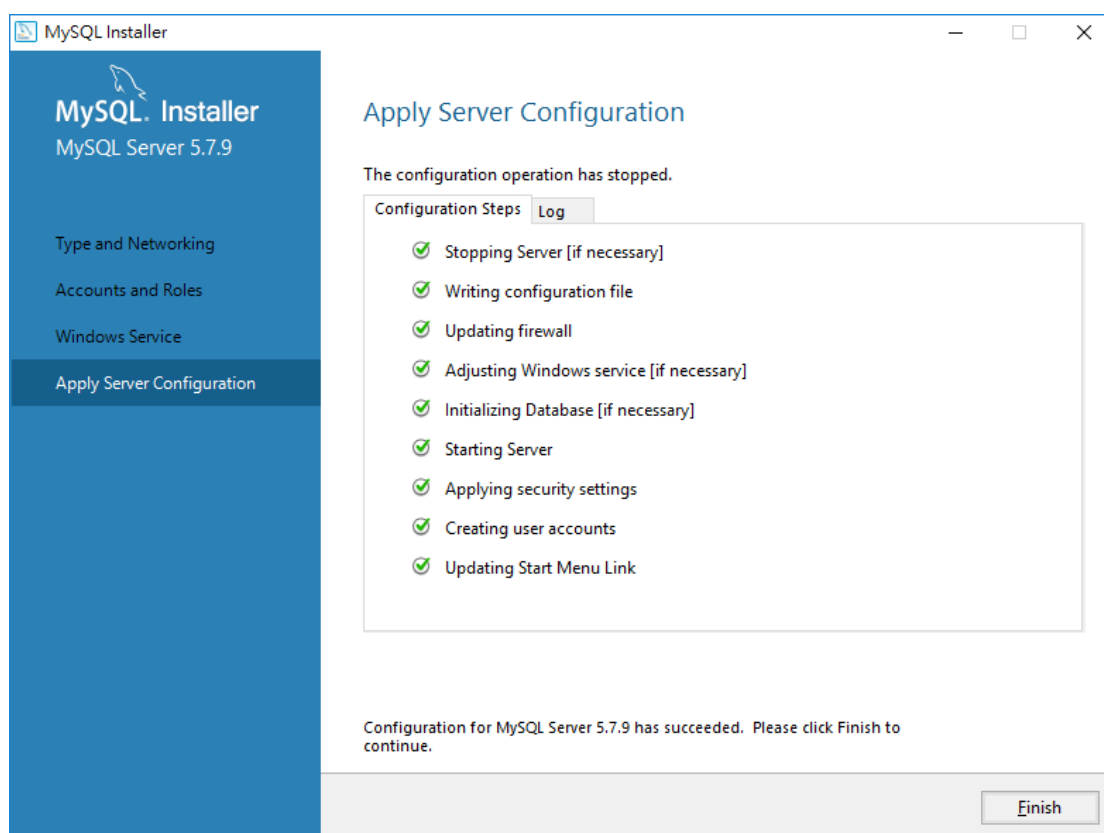 MySQL Installer
MySQL. Installer
MySQL Server 5.7.9
Type and Networking
Accounts and Roles
Windows Service
Apply Server Configuration
Apply Server Configuration
The configuration operation has stopped.
Configuration Steps Log
Stopping Server [if necessary]
Writing configuration file
Updating firewall
Adjusting Windows service [if necessary]
Initializing Database [if necessary]
Starting Server
Applying security settings
Creating user accounts
Updating Start Menu Link
Configuration for MySQL Server 5.7.9 has succeeded. Please click Finish to
continue.
Finish